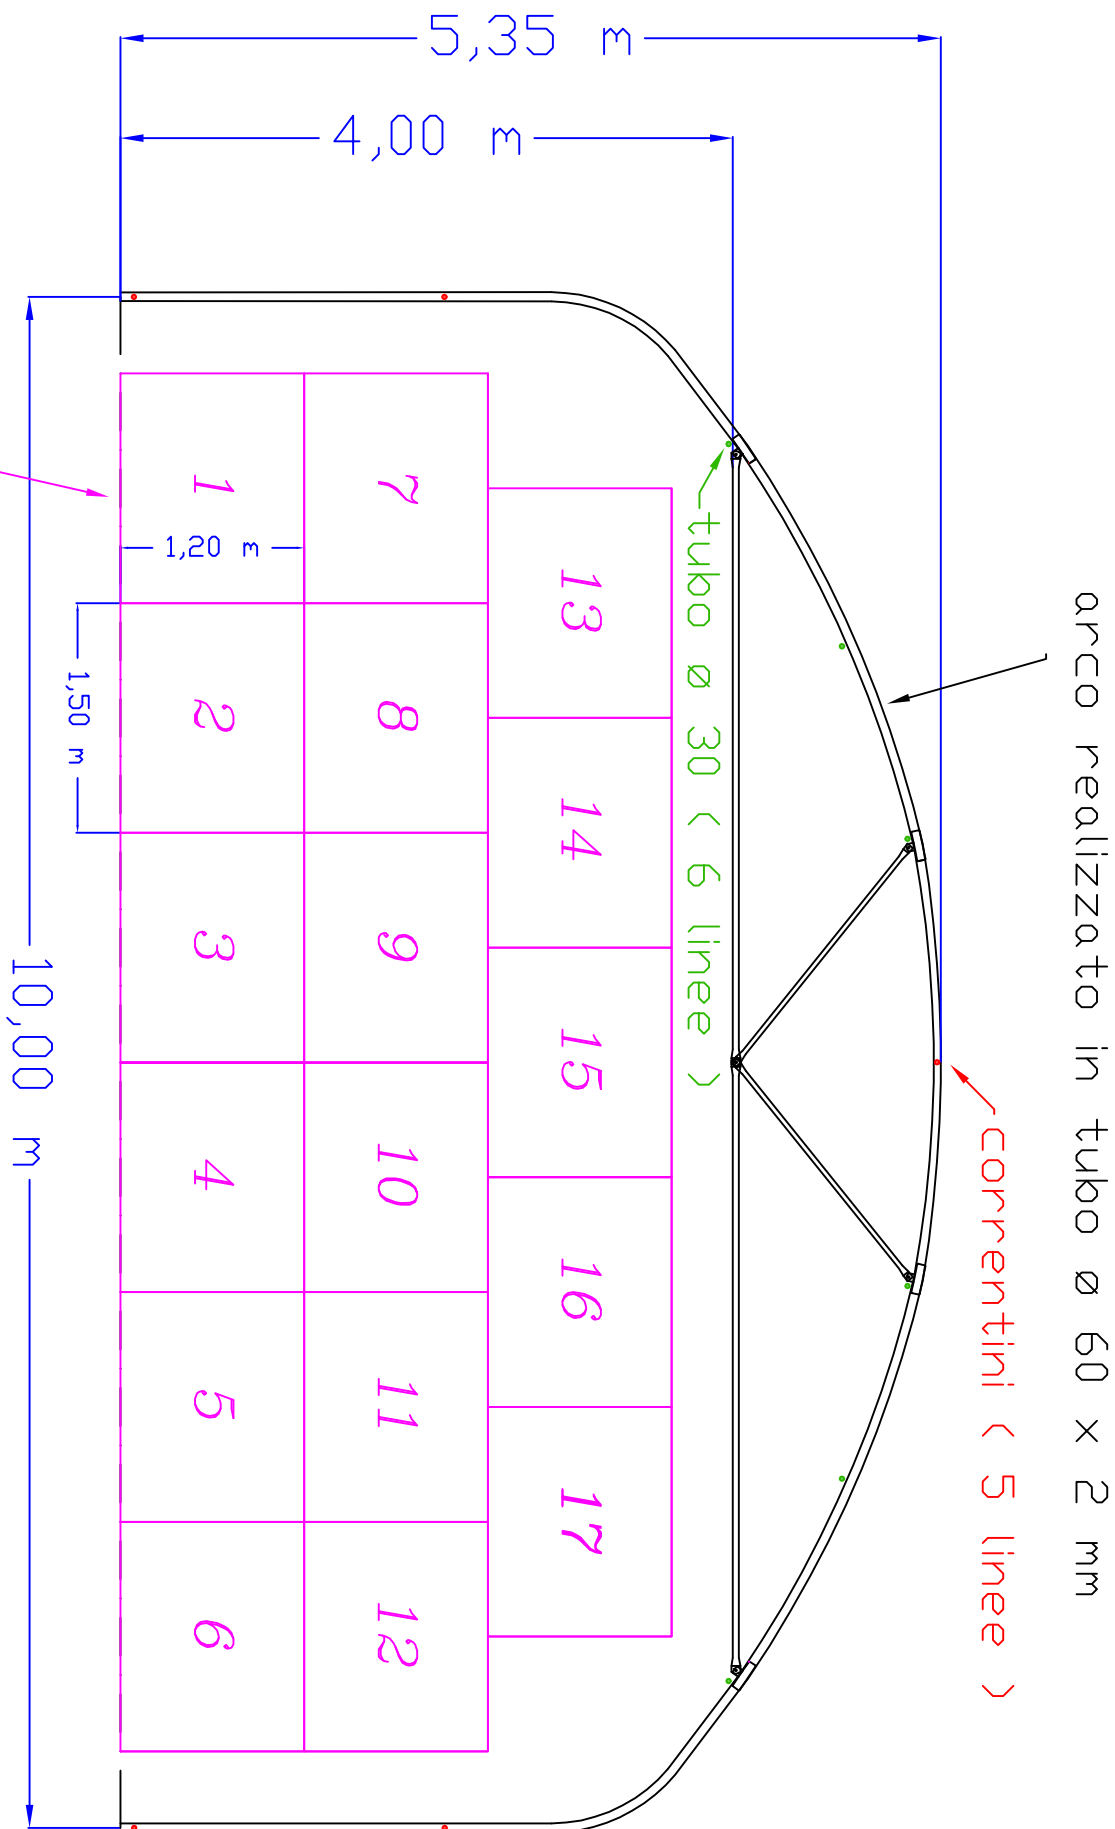 arco realizzato in tubo ø 60 x 2 mm
correntini ( 5 linee )
5,35 m
4,00 m
tubo ø 30 ( 6 linee )
13 14 15 16 17
7 8 9 10 11 12
1 2 3 4 5 6
1,20 m
1,50 m
10,00 m